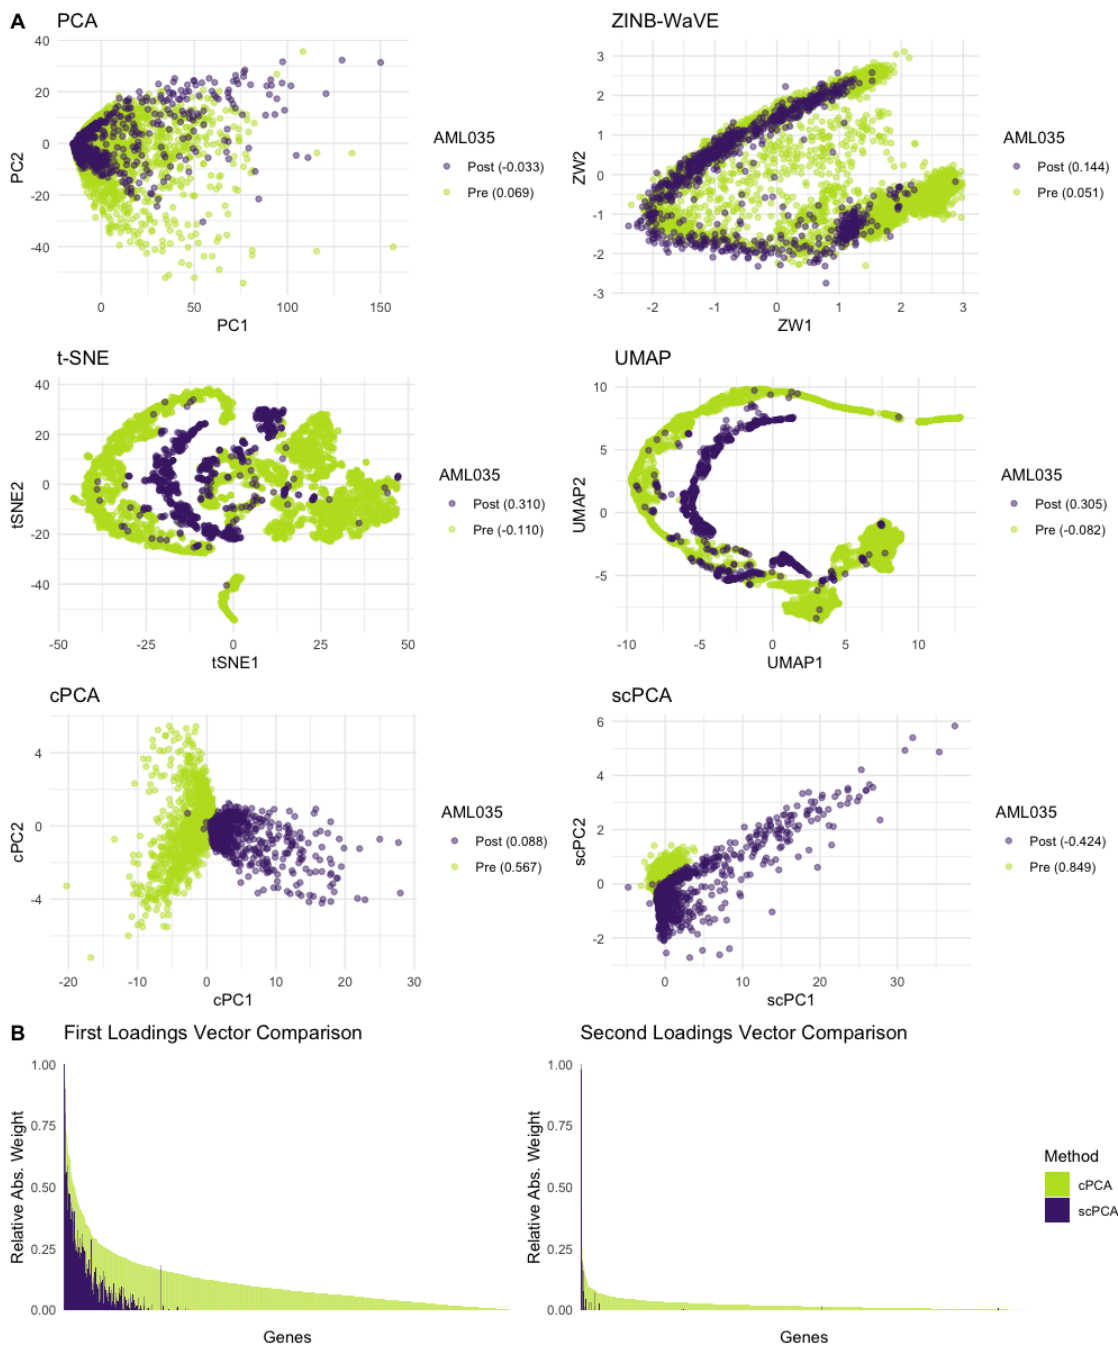 A
PCA
40
20
0
-20
-40
PC2
0
50
100
150
PC1
AML035
Post (-0.033)
Pre (0.069)
ZINB-WaVE
3
2
1
0
-1
-2
-3
ZW2
-2
-1
0
1
2
3
ZW1
AML035
Post (0.144)
Pre (0.051)
t-SNE
40
20
0
-20
-40
tSNE2
-50
-25
0
25
50
tSNE1
AML035
Post (0.310)
Pre (-0.110)
UMAP
10
5
0
-5
UMAP2
-10
-5
0
5
10
UMAP1
AML035
Post (0.305)
Pre (-0.082)
cPCA
4
0
-4
cPC2
-20
-10
0
10
20
30
cPC1
AML035
Post (0.088)
Pre (0.567)
scPCA
6
4
2
0
-2
scPC2
0
10
20
30
scPC1
AML035
Post (-0.424)
Pre (0.849)
B
First Loadings Vector Comparison
1.00
0.75
0.50
0.25
0.00
Relative Abs. Weight
Genes
Second Loadings Vector Comparison
1.00
0.75
0.50
0.25
0.00
Relative Abs. Weight
Genes
Method
cPCA
scPCA